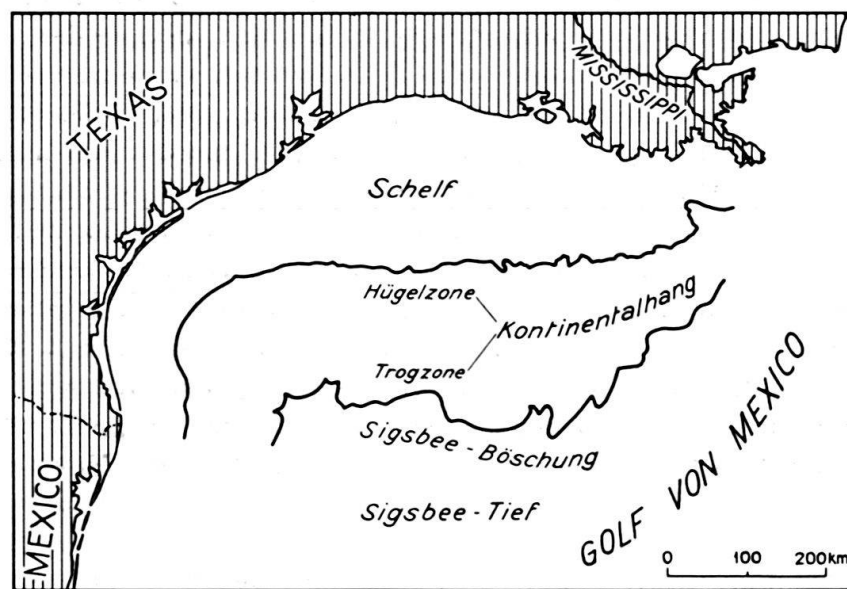 MISSISSIPPI
TEXAS
Schelf
Hügelzone
Kontinentalhang
Trogzone
Sigsbee-Böschung
Sigsbee-Tief
GOLF VON MEXICO
MEXICO
0 100 200km